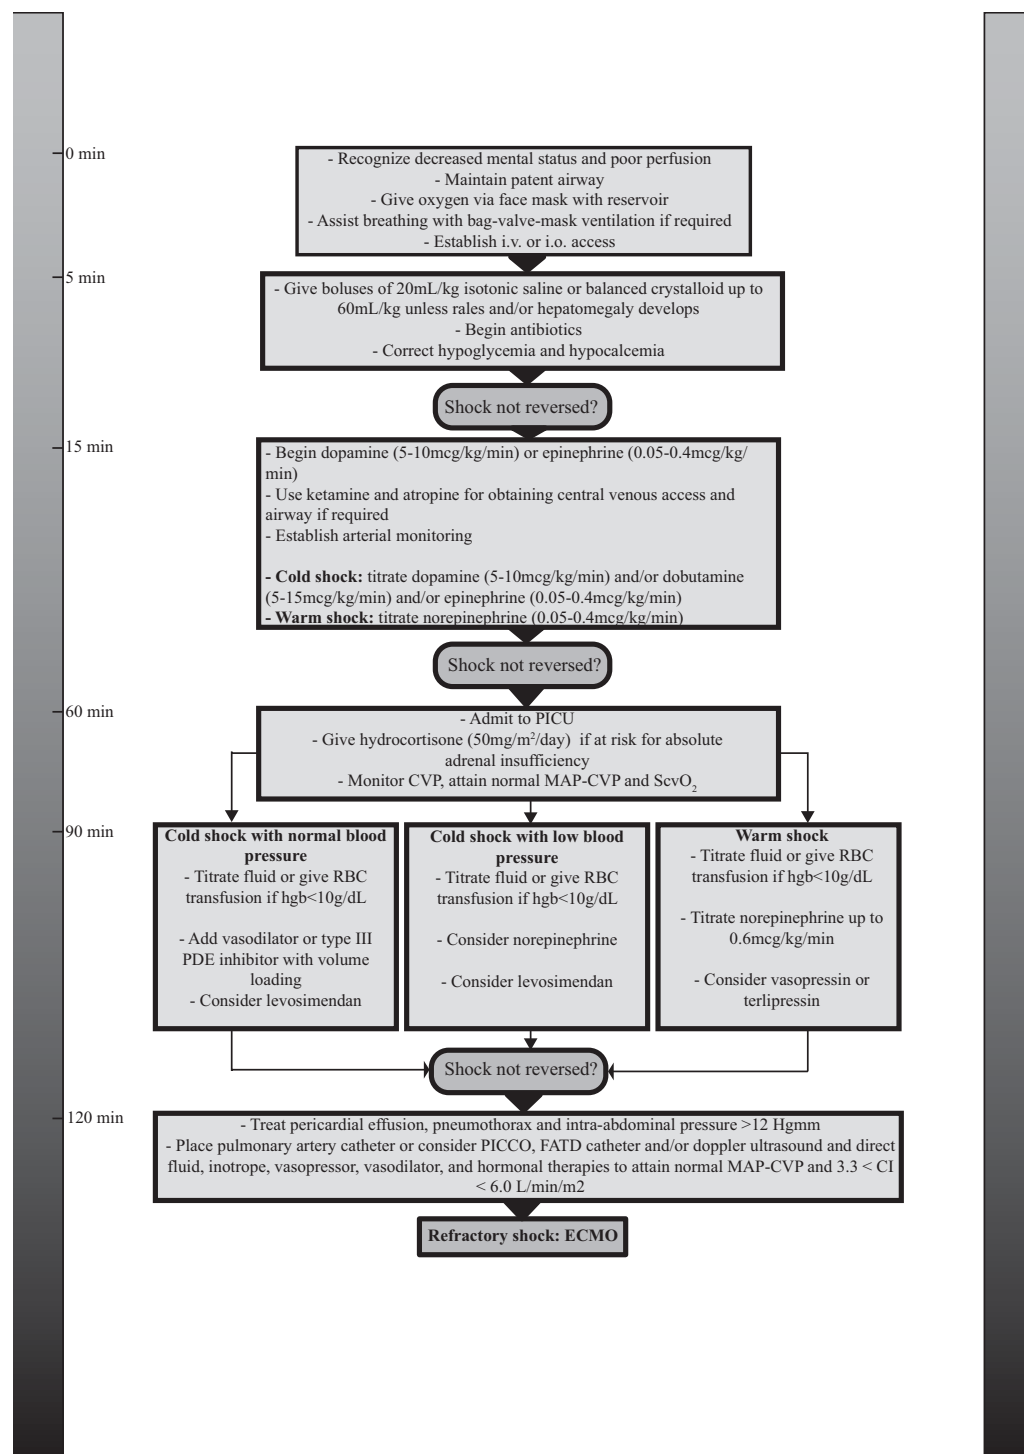 0 min
- Recognize decreased mental status and poor perfusion
- Maintain patent airway
- Give oxygen via face mask with reservoir
- Assist breathing with bag-valve-mask ventilation if required
- Establish i.v. or i.o. access
5 min
- Give boluses of 20mL/kg isotonic saline or balanced crystalloid up to
60mL/kg unless rales and/or hepatomegaly develops
- Begin antibiotics
- Correct hypoglycemia and hypocalcemia
Shock not reversed?
15 min
- Begin dopamine (5-10mcg/kg/min) or epinephrine (0.05-0.4mcg/kg/
min)
- Use ketamine and atropine for obtaining central venous access and
airway if required
- Establish arterial monitoring
- Cold shock: titrate dopamine (5-10mcg/kg/min) and/or dobutamine
(5-15mcg/kg/min) and/or epinephrine (0.05-0.4mcg/kg/min)
- Warm shock: titrate norepinephrine (0.05-0.4mcg/kg/min)
Shock not reversed?
60 min
- Admit to PICU
- Give hydrocortisone (50mg/m²/day) if at risk for absolute
adrenal insufficiency
- Monitor CVP, attain normal MAP-CVP and ScvO₂
90 min
Cold shock with normal blood
pressure
- Titrate fluid or give RBC
transfusion if hgb<10g/dL
- Add vasodilator or type III
PDE inhibitor with volume
loading
- Consider levosimendan
Cold shock with low blood
pressure
- Titrate fluid or give RBC
transfusion if hgb<10g/dL
- Consider norepinephrine
- Consider levosimendan
Warm shock
- Titrate fluid or give RBC
transfusion if hgb<10g/dL
- Titrate norepinephrine up to
0.6mcg/kg/min
- Consider vasopressin or
terlipressin
Shock not reversed?
120 min
- Treat pericardial effusion, pneumothorax and intra-abdominal pressure >12 Hgmm
- Place pulmonary artery catheter or consider PICCO, FATD catheter and/or doppler ultrasound and direct
fluid, inotrope, vasopressor, vasodilator, and hormonal therapies to attain normal MAP-CVP and 3.3 < CI
< 6.0 L/min/m2
Refractory shock: ECMO